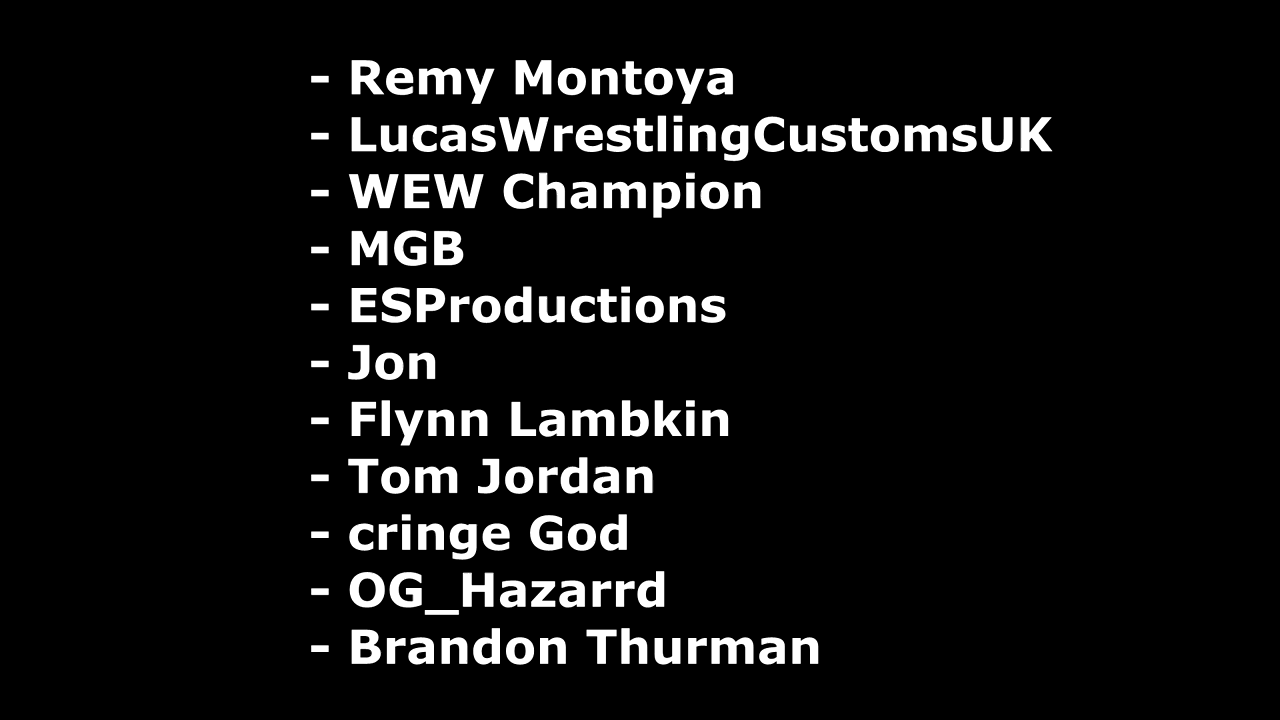 - Remy Montoya
- LucasWrestlingCustomsUK
- WEW Champion
- MGB
- ESProductions
- Jon
- Flynn Lambkin
- Tom Jordan
- cringe God
- OG_Hazarrd
- Brandon Thurman